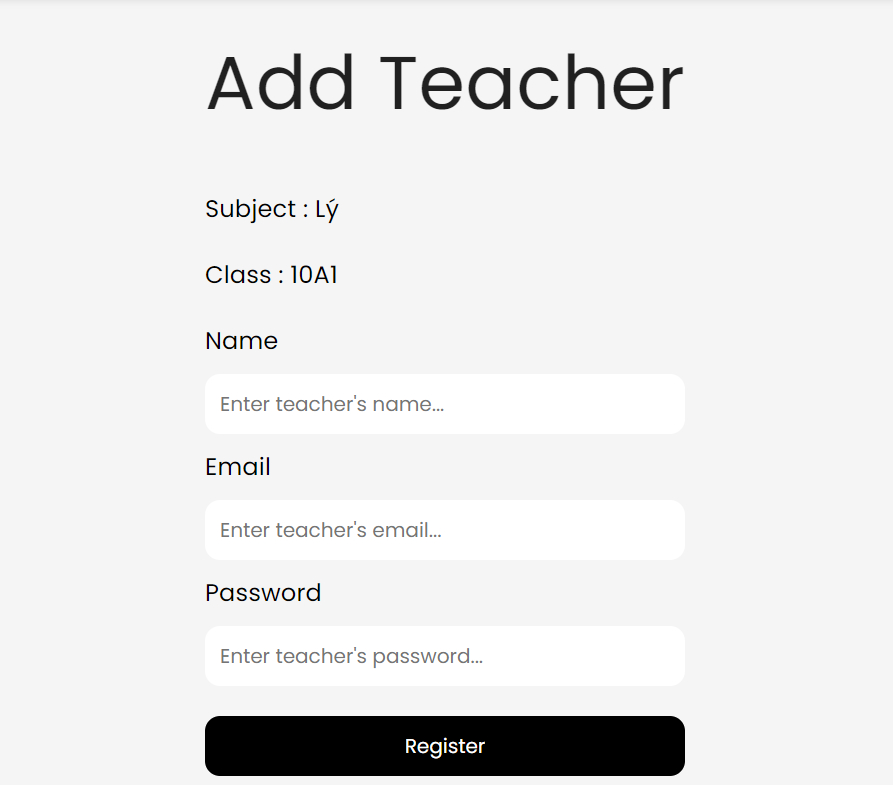 Add Teacher
Subject : Lý
Class : 10A1
Name
Enter teacher's name...
Email
Enter teacher's email...
Password
Enter teacher's password...
Register